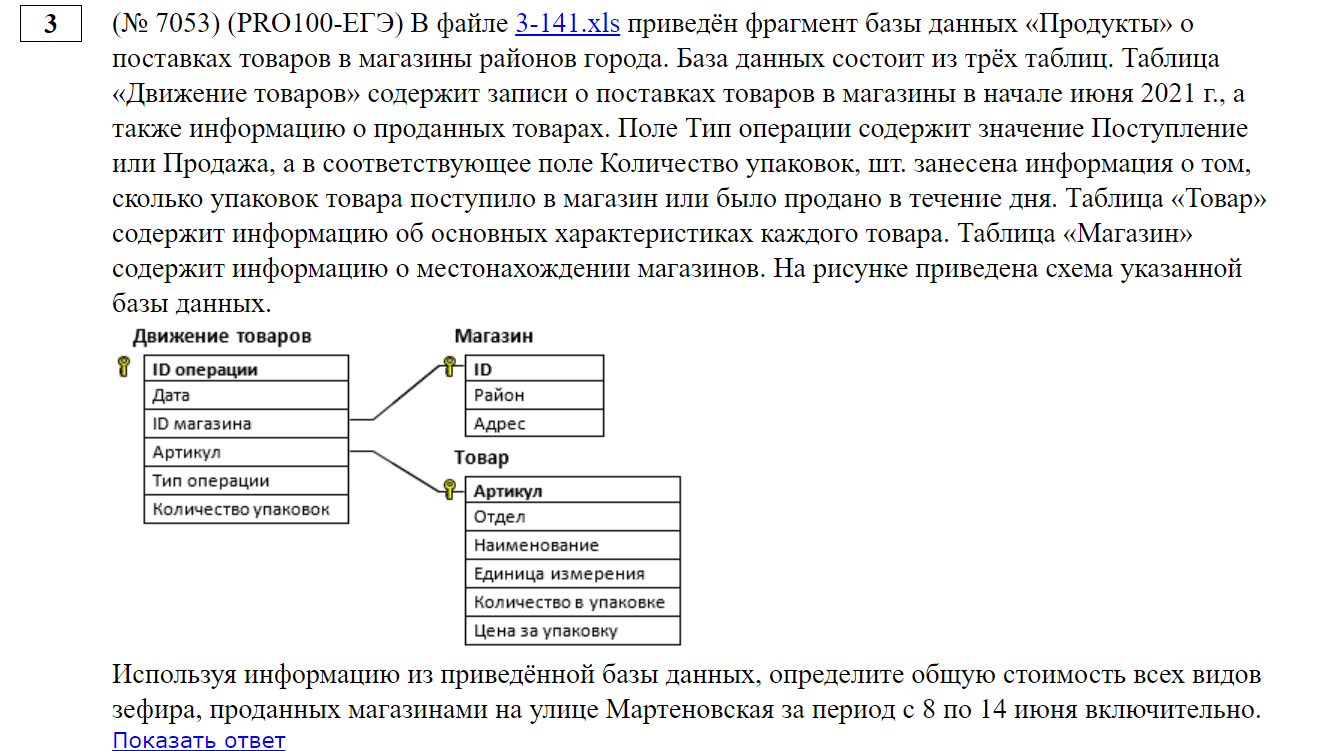 3
(№ 7053) (PRO100-ЕГЭ) В файле 3-141.xls приведён фрагмент базы данных «Продукты» о
поставках товаров в магазины районов города. База данных состоит из трёх таблиц. Таблица
«Движение товаров» содержит записи о поставках товаров в магазины в начале июня 2021 г., а
также информацию о проданных товарах. Поле Тип операции содержит значение Поступление
или Продажа, а в соответствующее поле Количество упаковок, шт. занесена информация о том,
сколько упаковок товара поступило в магазин или было продано в течение дня. Таблица «Товар»
содержит информацию об основных характеристиках каждого товара. Таблица «Магазин»
содержит информацию о местонахождении магазинов. На рисунке приведена схема указанной
базы данных.
Движение товаров
ID операции
Дата
ID магазина
Артикул
Тип операции
Количество упаковок
Магазин
ID
Район
Адрес
Товар
Артикул
Отдел
Наименование
Единица измерения
Количество в упаковке
Цена за упаковку
Используя информацию из приведённой базы данных, определите общую стоимость всех видов
зефира, проданных магазинами на улице Мартеновская за период с 8 по 14 июня включительно.
Показать ответ